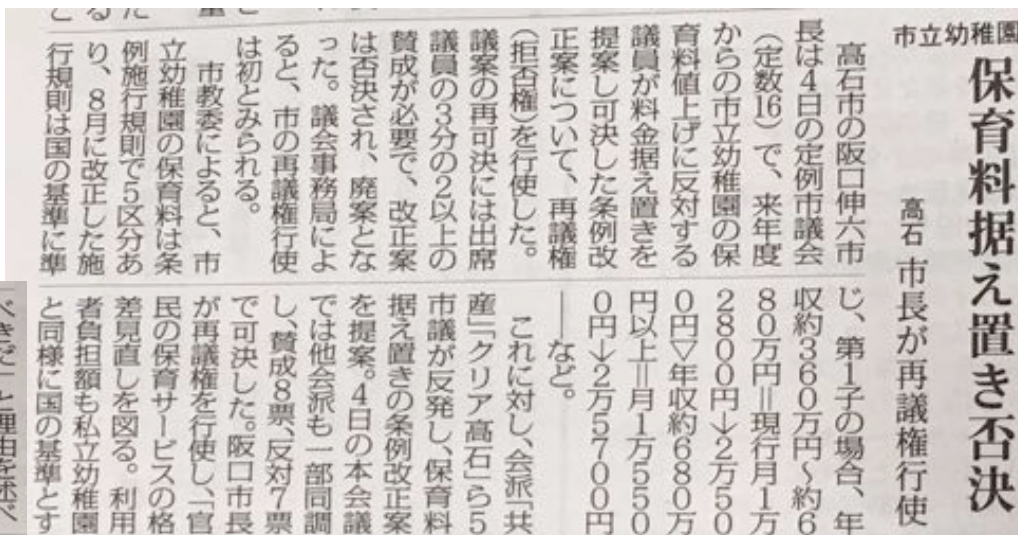 市立幼稚園
保育料据え置き否決
高石 市長が再議権行使
高石市の阪口伸六市
長は4日の定例市議会
（定数16）で、来年度
からの市立幼稚園の保
育料値上げに反対する
議員が料金据え置きを
提案し可決した条例改
正案について、再議権
（拒否権）を行使した。
議案の再可決には出席
議員の3分の2以上の
賛成が必要で、改正案
は否決され、廃案とな
った。議会事務局によ
ると、市の再議権行使
は初とみられる。
市教委によると、市
立幼稚園の保育料は条
例施行規則で5区分あ
り、8月に改正した施
行規則は国の基準に準
じ、第1子の場合、年
収約360万円～約6
80万円＝現行月1万
2800円↓2万50
0円▽年収約680万
円以上＝月1万550
0円↓2万5700円
――など。
これに対し、会派「共
産」「クリア高石」ら5
市議が反発し、保育料
据え置きの条例改正案
を提案。4日の本会議
では他会派も一部同調
し、賛成8票、反対7票
で可決した。阪口市長
が再議権を行使し、「官
民の保育サービスの格
差見直しを図る。利用
者負担額も私立幼稚園
と同様に国の基準とす
べきだ」と理由を述べ